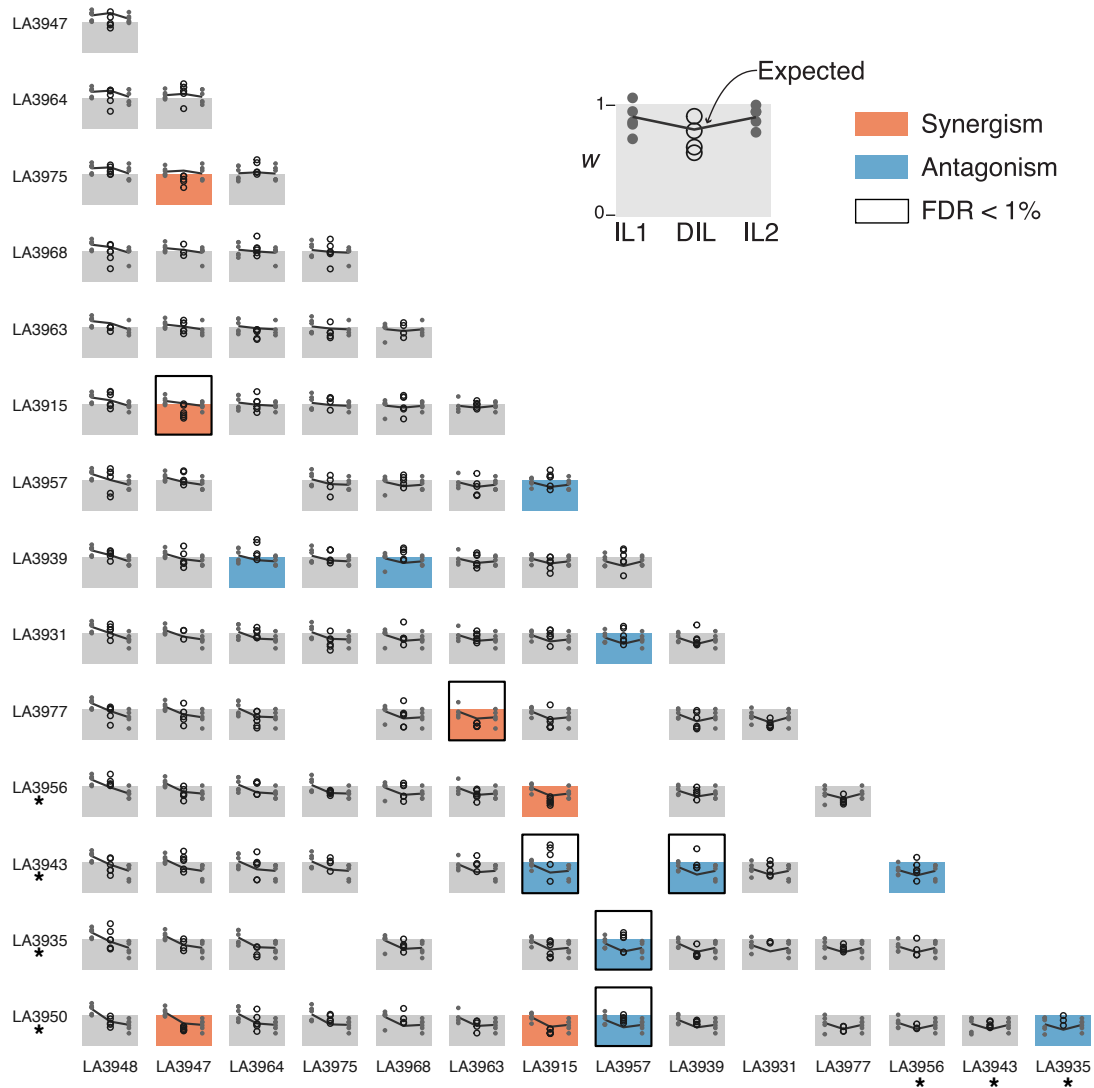 LA3947
LA3964
LA3975
LA3968
LA3963
LA3915
LA3957
LA3939
LA3931
LA3977
LA3956
*
LA3943
*
LA3935
*
LA3950
*
LA3948 LA3947 LA3964 LA3975 LA3968 LA3963 LA3915 LA3957 LA3939 LA3931 LA3977 LA3956 LA3943 LA3935
* * *
Expected
1
w
0
IL1 DIL IL2
Synergism
Antagonism
FDR < 1%